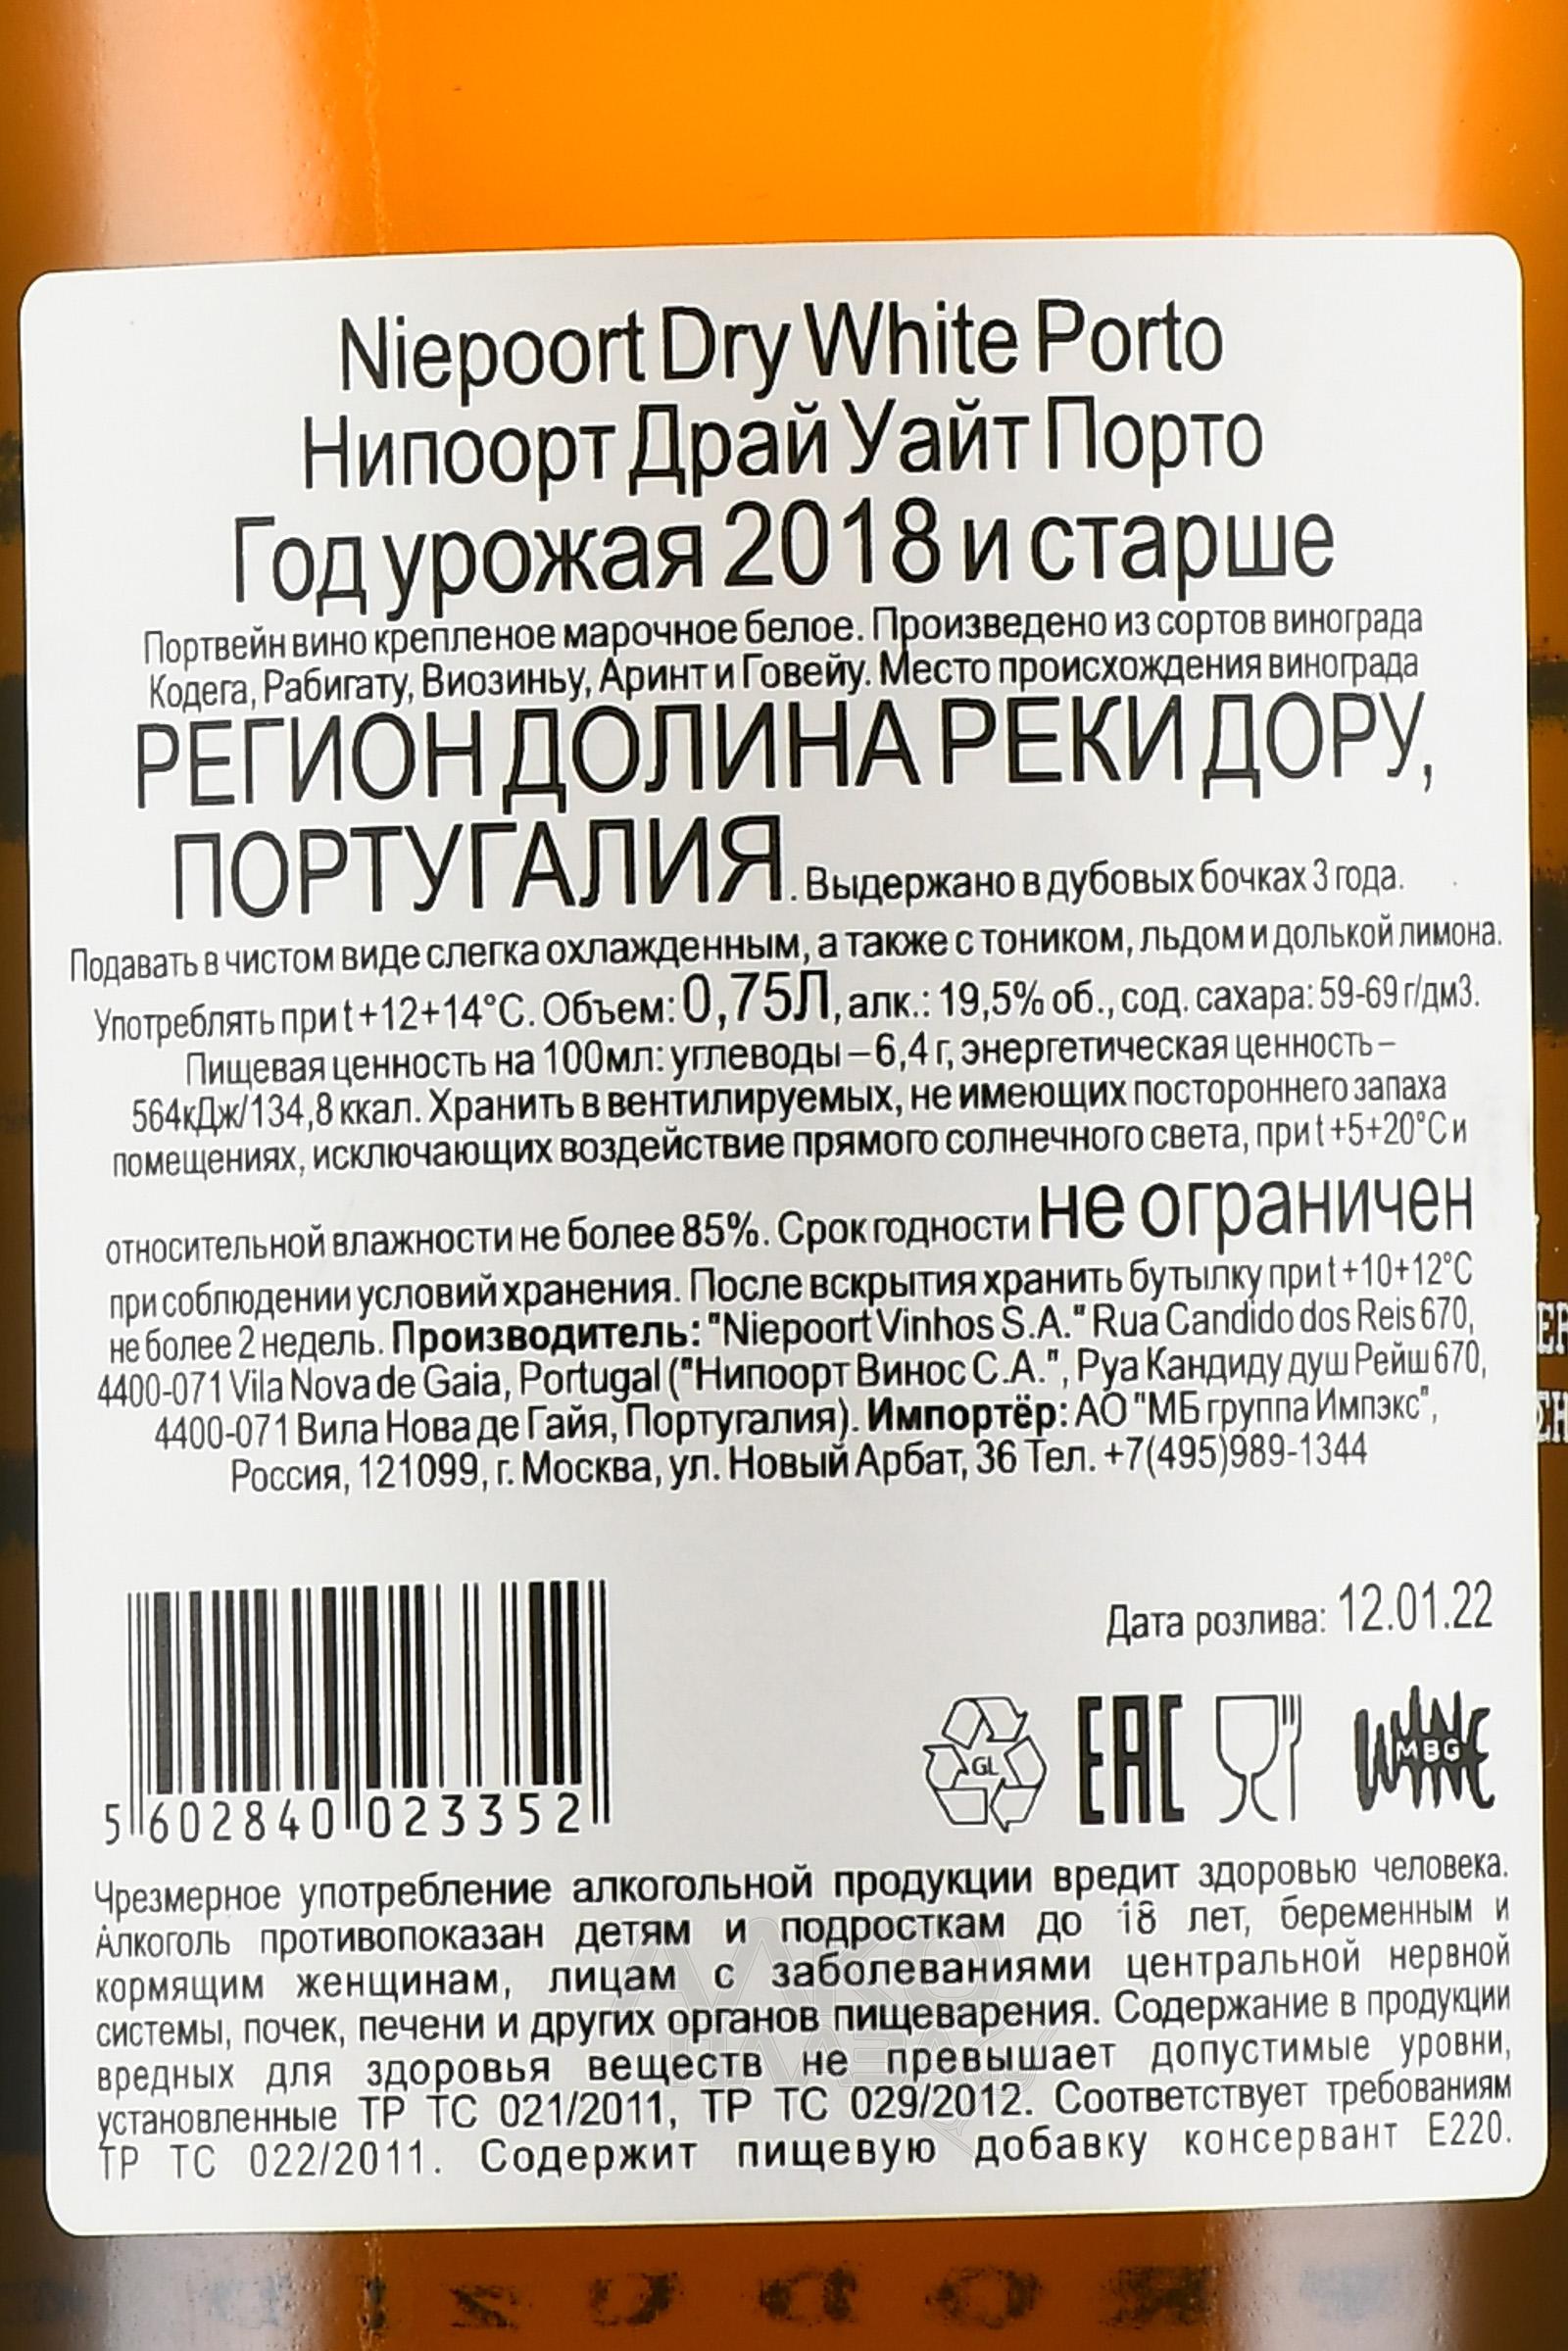 Niepoort Dry White Porto
Нипоорт Драй Уайт Порто
Год урожая 2018 и старше
Портвейн вино крепленое марочное белое. Произведено из сортов винограда
Кодега, Рабигату, Виозиньу, Аринт и Говейу. Место происхождения винограда
РЕГИОН ДОЛИНА РЕКИ ДОРУ,
ПОРТУГАЛИЯ. Выдержано в дубовых бочках 3 года.
Подавать в чистом виде слегка охлажденным, а также с тоником, льдом и долькой лимона.
Употреблять при t +12+14°C. Объем: 0,75Л, алк.: 19,5% об., сод. сахара: 59-69 г/дм3.
Пищевая ценность на 100мл: углеводы – 6,4 г, энергетическая ценность –
564кДж/134,8 ккал. Хранить в вентилируемых, не имеющих постороннего запаха
помещениях, исключающих воздействие прямого солнечного света, при t +5+20°C и
относительной влажности не более 85%. Срок годности не ограничен
при соблюдении условий хранения. После вскрытия хранить бутылку при t +10+12°C
не более 2 недель. Производитель: "Niepoort Vinhos S.A." Rua Candido dos Reis 670,
4400-071 Vila Nova de Gaia, Portugal ("Нипоорт Винос С.А.", Руа Кандиду душ Рейш 670,
4400-071 Вила Нова де Гайя, Португалия). Импортёр: АО "МБ группа Импэкс",
Россия, 121099, г. Москва, ул. Новый Арбат, 36 Тел. +7(495)989-1344
Дата розлива: 12.01.22
5 602840 023352
GL EAC WINE MBG
Чрезмерное употребление алкогольной продукции вредит здоровью человека.
Алкоголь противопоказан детям и подросткам до 18 лет, беременным и
кормящим женщинам, лицам с заболеваниями центральной нервной
системы, почек, печени и других органов пищеварения. Содержание в продукции
вредных для здоровья веществ не превышает допустимые уровни,
установленные ТР ТС 021/2011, ТР ТС 029/2012. Соответствует требованиям
ТР ТС 022/2011. Содержит пищевую добавку консервант Е220.